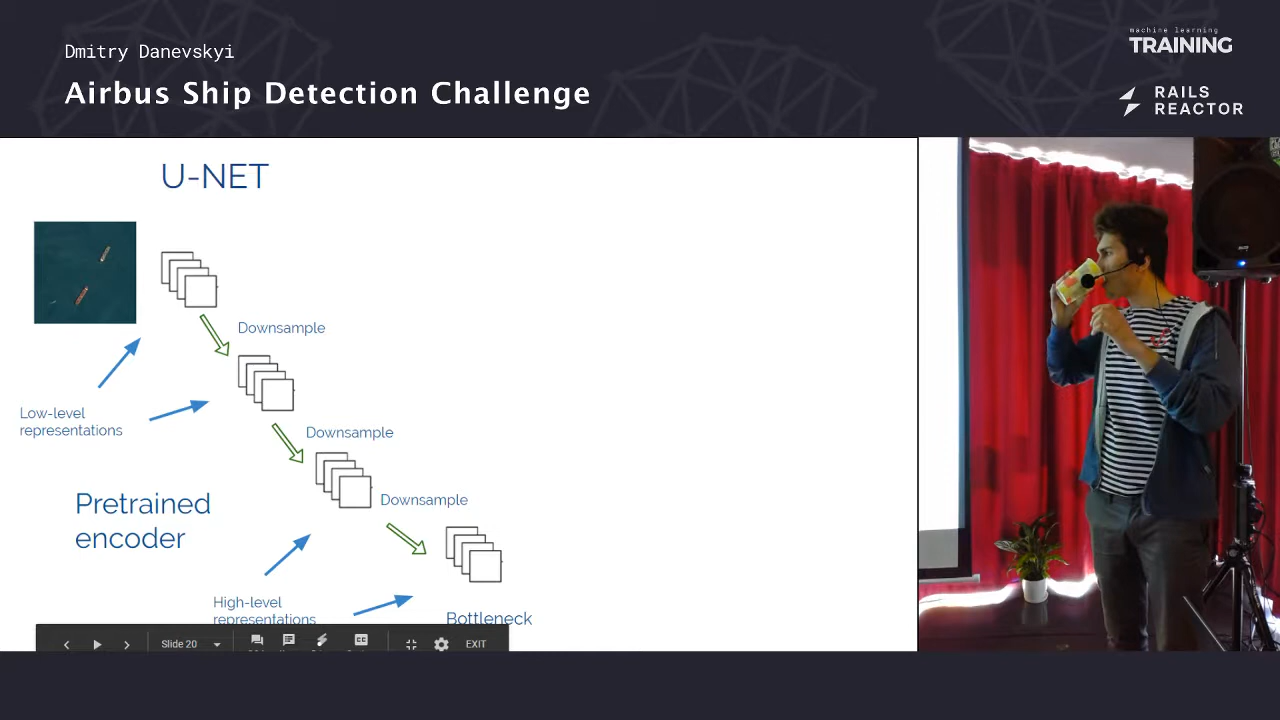 Dmitry Danevskyi
Airbus Ship Detection Challenge
machine learning
TRAINING
RAILS
REACTOR
U-NET
Downsample
Low-level
representations
Downsample
Pretrained
encoder
Downsample
High-level
representations
Bottleneck
Slide 20
EXIT